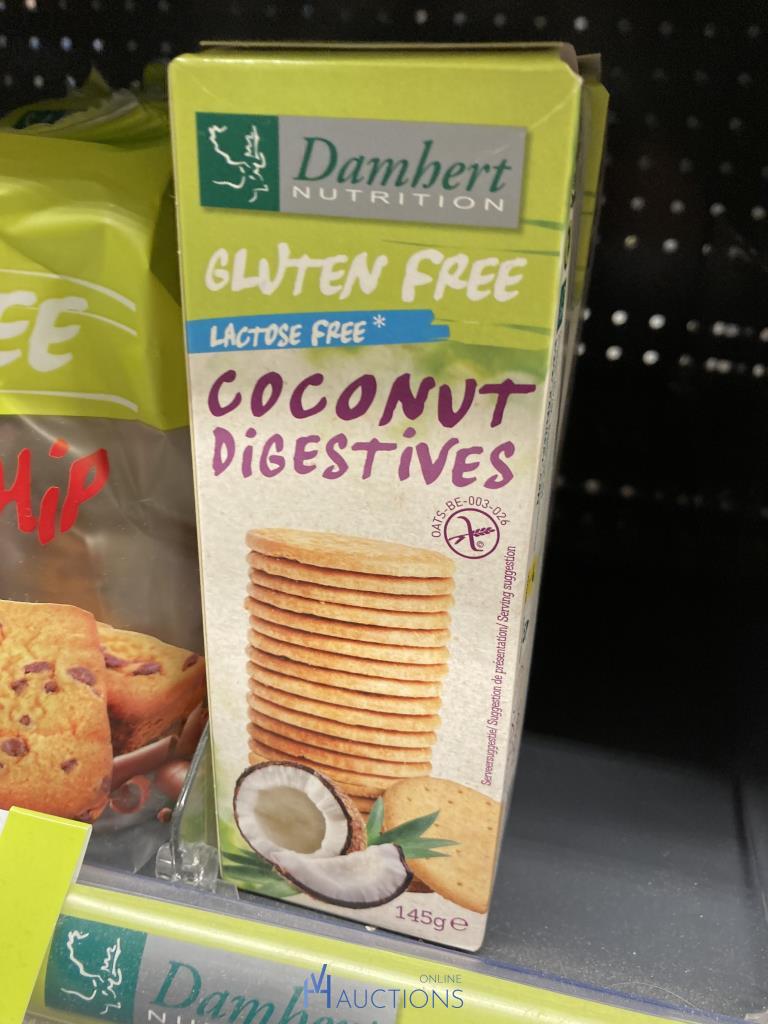 Damhert
NUTRITION
GLUTEN FREE
LACTOSE FREE*
COCONUT
DiGESTiVES
OATS-BE-003-026
Serveersuggestie/ Suggestion de présentation/ Serving suggestion
145g e
EE
HiP
Damhert
NU
ONLINE
AUCTIONS